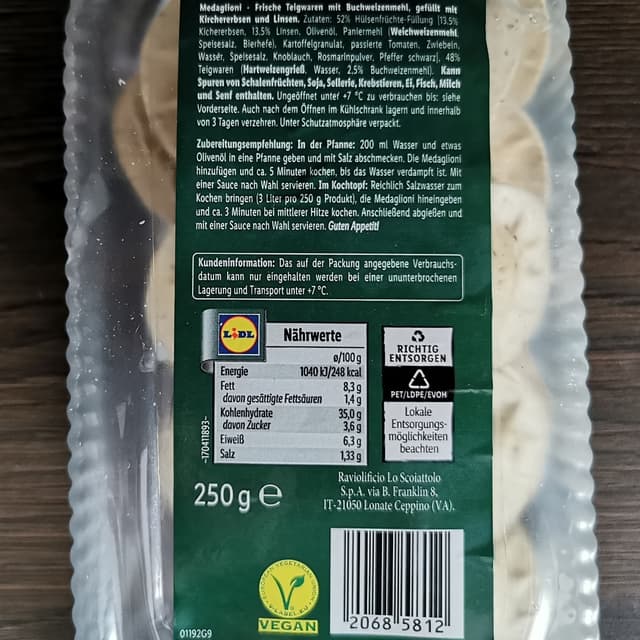 Medaglioni - Frische Teigwaren mit Buchweizenmehl, gefüllt mit
Kirchererbsen und Linsen. Zutaten: 52% Hülsenfrüchte-Füllung [13,5%
Kichererbsen, 13,5% Linsen, Olivenöl, Paniermehl (Weichweizenmehl,
Speisesalz, Bierhefe), Kartoffelgranulat, passierte Tomaten, Zwiebeln,
Wasser, Speisesalz, Knoblauch, Rosmarinpulver, Pfeffer schwarz], 48%
Teigwaren (Hartweizengrieß, Wasser, 2,5% Buchweizenmehl). Kann
Spuren von Schalenfrüchten, Soja, Sellerie, Krebstieren, Ei, Fisch, Milch
und Senf enthalten. Ungeöffnet unter +7 °C zu verbrauchen bis: siehe
Vorderseite. Auch nach dem Öffnen im Kühlschrank lagern und innerhalb
von 3 Tagen verzehren. Unter Schutzatmosphäre verpackt.
Zubereitungsempfehlung: In der Pfanne: 200 ml Wasser und etwas
Olivenöl in eine Pfanne geben und mit Salz abschmecken. Die Medaglioni
hinzufügen und ca. 5 Minuten kochen, bis das Wasser verdampft ist. Mit
einer Sauce nach Wahl servieren. Im Kochtopf: Reichlich Salzwasser zum
Kochen bringen (3 Liter pro 250 g Produkt), die Medaglioni hineingeben
und ca. 3 Minuten bei mittlerer Hitze kochen. Anschließend abgießen und
mit einer Sauce nach Wahl servieren. Guten Appetit!
Kundeninformation: Das auf der Packung angegebene Verbrauchs-
datum kann nur eingehalten werden bei einer ununterbrochenen
Lagerung und Transport unter +7 °C.
LIDL
Nährwerte
ø/100 g
Energie 1040 kJ/248 kcal
Fett 8,3 g
davon gesättigte Fettsäuren 1,4 g
Kohlenhydrate 35,0 g
davon Zucker 3,6 g
Eiweiß 6,3 g
Salz 1,33 g
-170411893-
RICHTIG
ENTSORGEN
PET/LDPE/EVOH
Lokale
Entsorgungs-
möglichkeiten
beachten
250 g e
Raviolificio Lo Scoiattolo
S.p.A. via B. Franklin 8,
IT-21050 Lonate Ceppino (VA).
V-LABEL.EU
VEGAN
2068 5812
01192G9